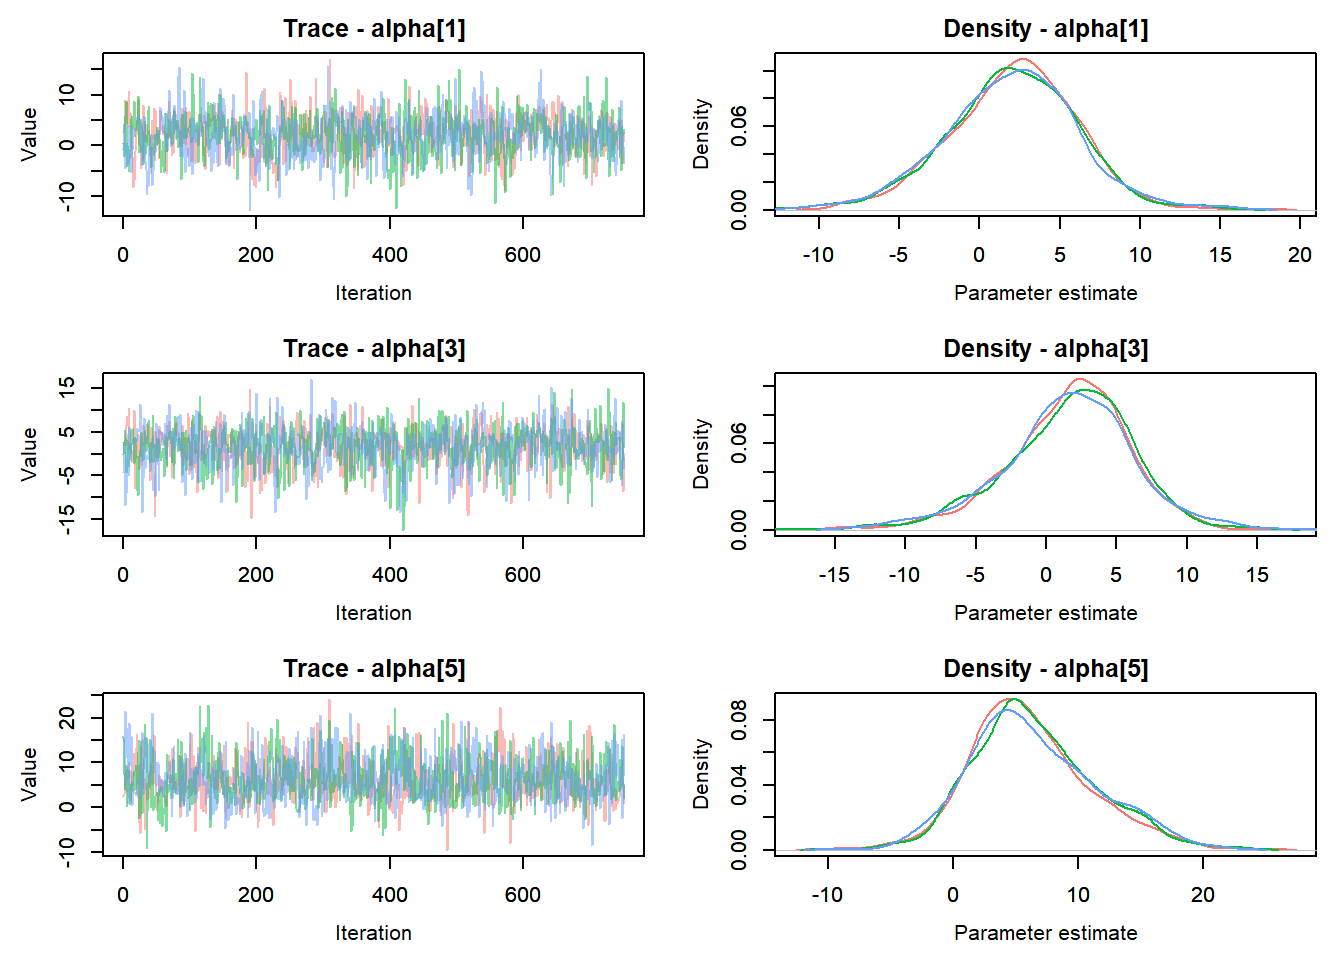 Trace - alpha[1]
Value
-10 0 10
0 200 400 600
Iteration
Density - alpha[1]
Density
0.00 0.06
-10 -5 0 5 10 15 20
Parameter estimate
Trace - alpha[3]
Value
-15 -5 5 15
0 200 400 600
Iteration
Density - alpha[3]
Density
0.00 0.06
-15 -10 -5 0 5 10 15
Parameter estimate
Trace - alpha[5]
Value
-10 0 10 20
0 200 400 600
Iteration
Density - alpha[5]
Density
0.00 0.04 0.08
-10 0 10 20
Parameter estimate